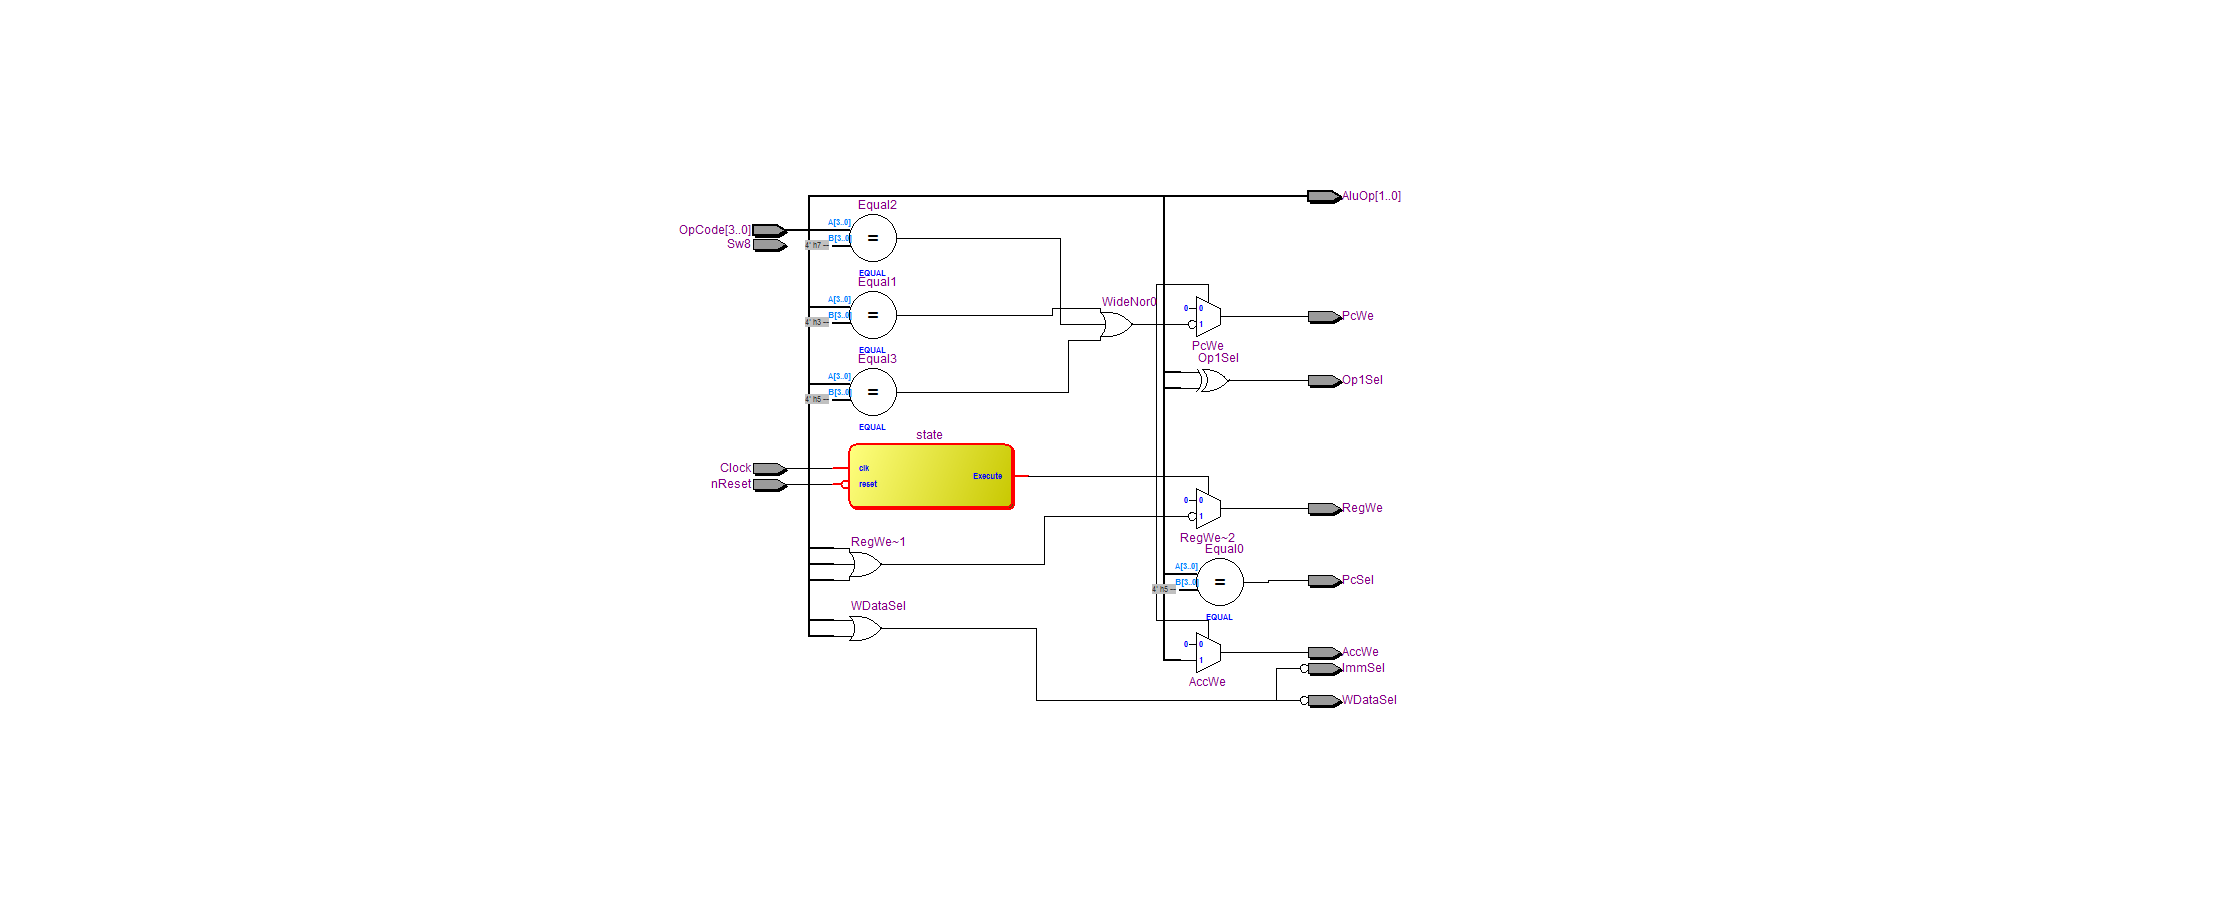 AluOp[1..0]
Equal2
OpCode[3..0]
Sw8
A[3..0]
B[3..0]
4' h7
=
EQUAL
Equal1
A[3..0]
B[3..0]
4' h3
=
EQUAL
WideNor0
0
0
1
PcWe
PcWe
Equal3
A[3..0]
B[3..0]
4' h5
=
EQUAL
Op1Sel
Op1Sel
state
Clock
nReset
clk
reset
Execute
0
0
1
RegWe~2
RegWe
RegWe~1
Equal0
A[3..0]
B[3..0]
=
EQUAL
PcSel
WDataSel
0
0
1
AccWe
AccWe
ImmSel
WDataSel